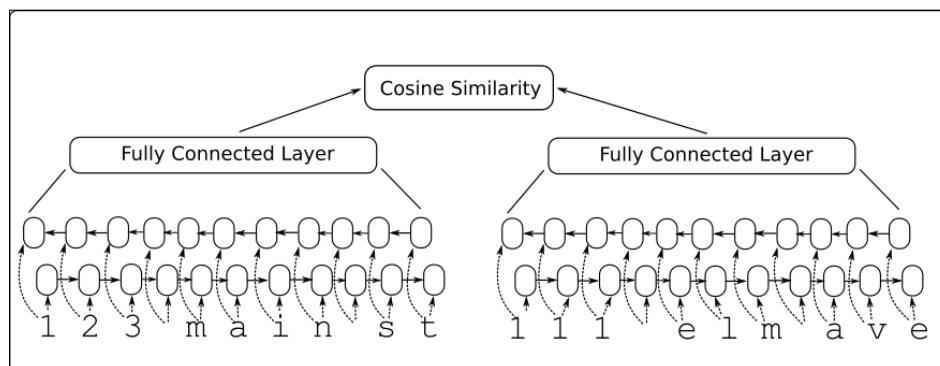 Cosine Similarity
Fully Connected Layer Fully Connected Layer
1 2 3 m a i n s t 1 1 1 e l m a v e